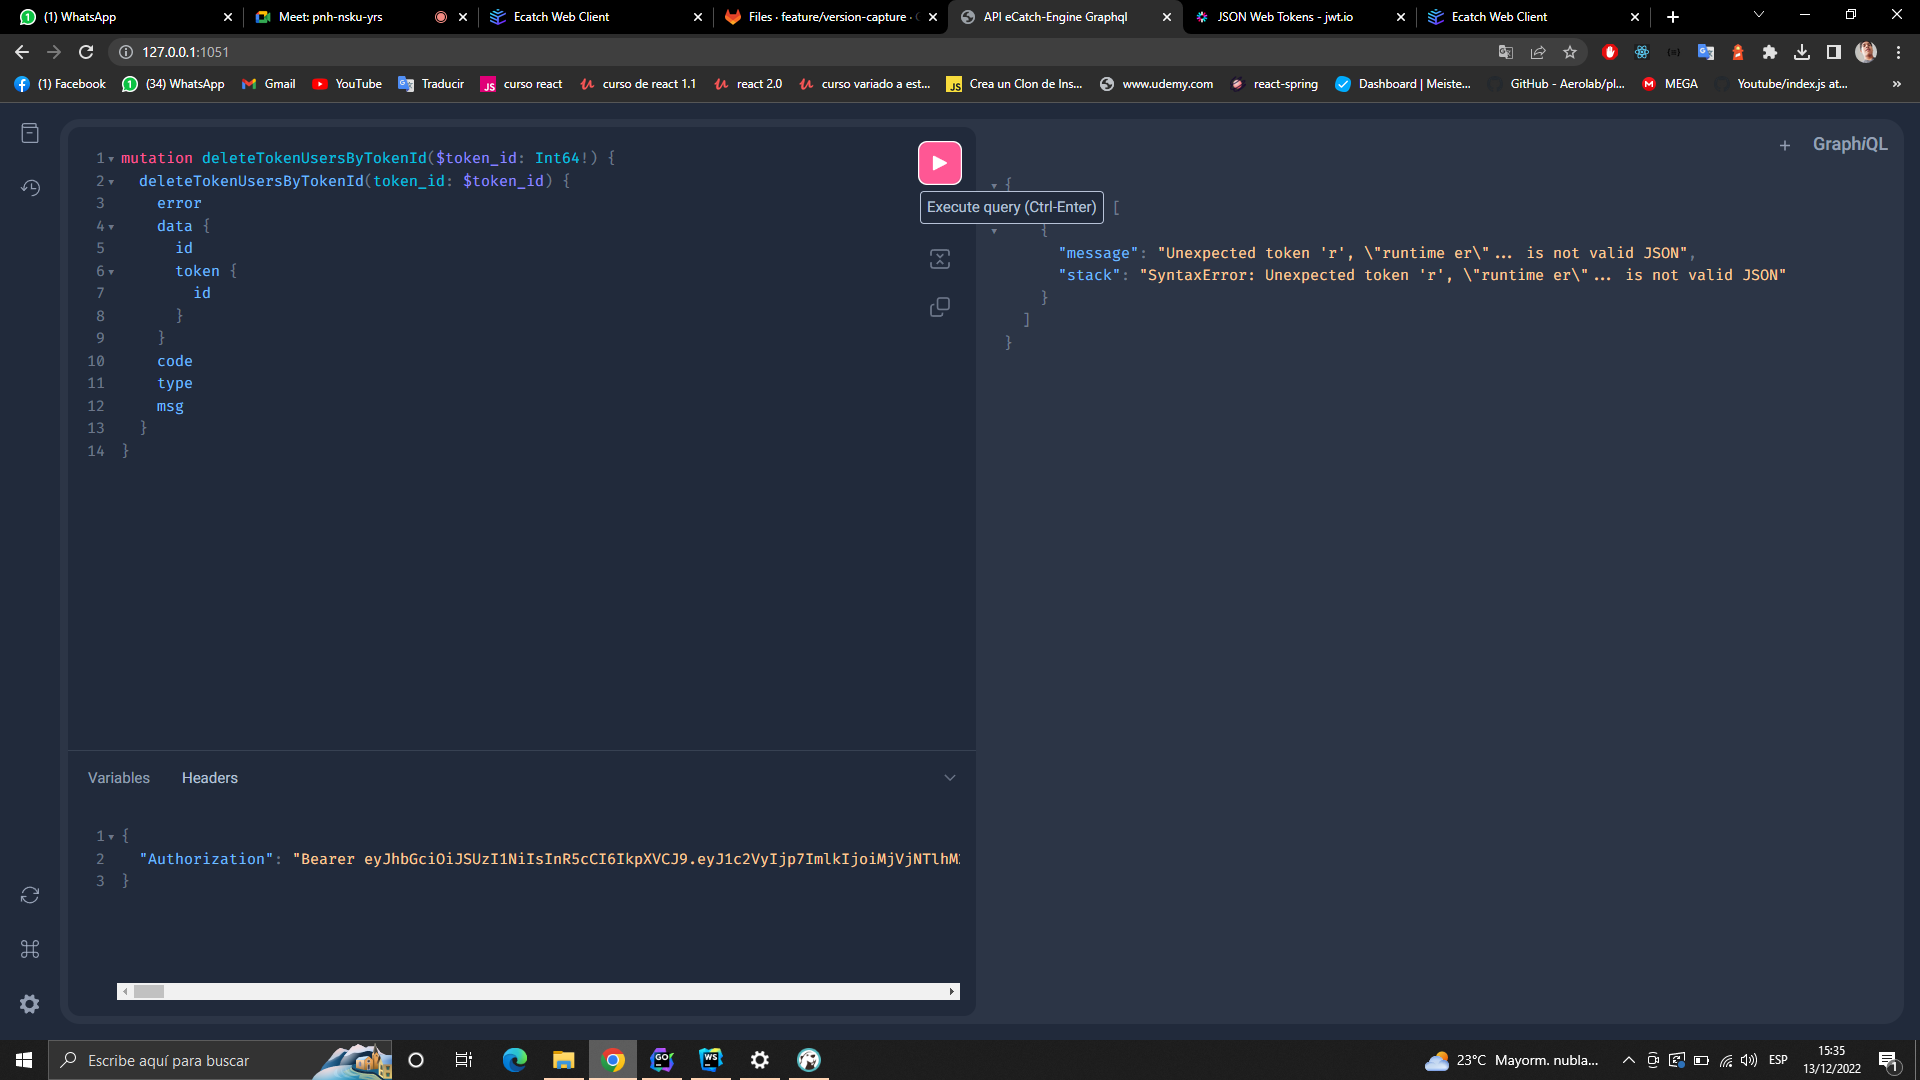 (1) WhatsApp
Meet: pnh-nsku-yrs
Ecatch Web Client
Files · feature/version-capture ·
API eCatch-Engine Graphql
JSON Web Tokens - jwt.io
Ecatch Web Client
127.0.0.1:1051
(1) Facebook
(34) WhatsApp
Gmail
YouTube
Traducir
curso react
curso de react 1.1
react 2.0
curso variado a est...
Crea un Clon de Ins...
www.udemy.com
react-spring
Dashboard | Meiste...
GitHub - Aerolab/pl...
MEGA
Youtube/index.js at...
»
1 mutation deleteTokenUsersByTokenId($token_id: Int64!) {
2 deleteTokenUsersByTokenId(token_id: $token_id) {
3 error
4 data {
5 id
6 token {
7 id
8 }
9 }
10 code
11 type
12 msg
13 }
14 }
Execute query (Ctrl-Enter)
+ GraphiQL
{
[
{
"message": "Unexpected token 'r', \"runtime er\"... is not valid JSON",
"stack": "SyntaxError: Unexpected token 'r', \"runtime er\"... is not valid JSON"
}
]
}
Variables Headers
1 {
2 "Authorization": "Bearer eyJhbGciOiJSUzI1NiIsInR5cCI6IkpXVCJ9.eyJ1c2VyIjp7ImlkIjoiMjVjNTlhM
3 }
Escribe aquí para buscar
GO
WS
23°C Mayorm. nubla...
ESP
15:35
13/12/2022
1